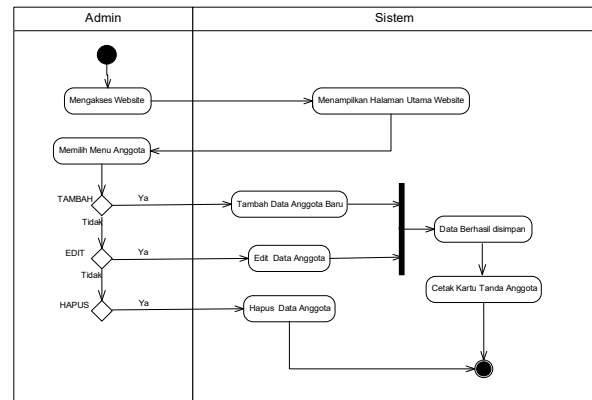 Admin
Sistem
Mengakses Website
Menampilkan Halaman Utama Website
Memilih Menu Anggota
TAMBAH
Ya
Tambah Data Anggota Baru
Tidak
Data Berhasil disimpan
EDIT
Ya
Edit Data Anggota
Tidak
Cetak Kartu Tanda Anggota
HAPUS
Ya
Hapus Data Anggota